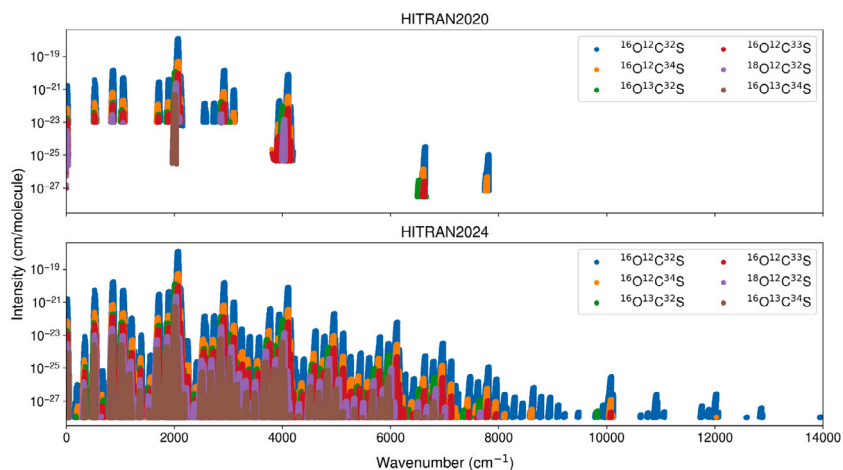 HITRAN2020
¹⁶O¹²C³²S ¹⁶O¹²C³³S
¹⁶O¹²C³⁴S ¹⁸O¹²C³²S
¹⁶O¹³C³²S ¹⁶O¹³C³⁴S
10⁻¹⁹
10⁻²¹
10⁻²³
10⁻²⁵
10⁻²⁷
Intensity (cm/molecule)
HITRAN2024
¹⁶O¹²C³²S ¹⁶O¹²C³³S
¹⁶O¹²C³⁴S ¹⁸O¹²C³²S
¹⁶O¹³C³²S ¹⁶O¹³C³⁴S
10⁻¹⁹
10⁻²¹
10⁻²³
10⁻²⁵
10⁻²⁷
0 2000 4000 6000 8000 10000 12000 14000
Wavenumber (cm⁻¹)